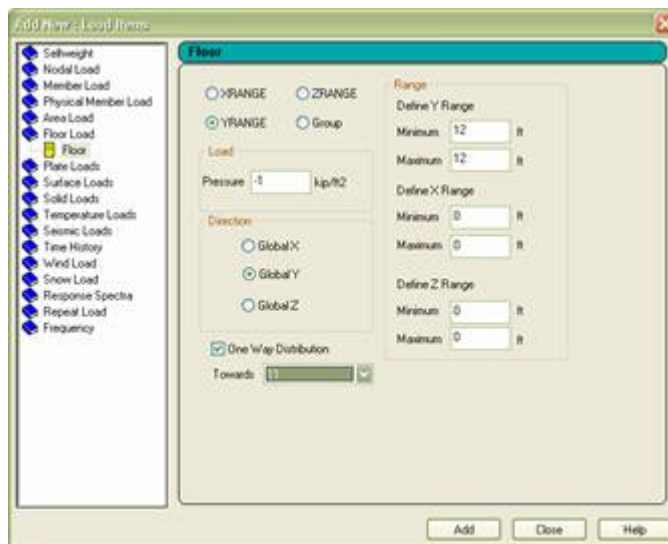 Add New : Load Items
Selfweight
Nodal Load
Member Load
Physical Member Load
Area Load
Floor Load
Floor
Plate Loads
Surface Loads
Solid Loads
Temperature Loads
Seismic Loads
Time History
Wind Load
Snow Load
Response Spectra
Repeat Load
Frequency
Floor
XRANGE ZRANGE
YRANGE Group
Load
Pressure -1 kip/ft2
Direction
Global X
Global Y
Global Z
One Way Distribution
Towards
Range
Define Y Range
Minimum 12 ft
Maximum 12 ft
Define X Range
Minimum 0 ft
Maximum 0 ft
Define Z Range
Minimum 0 ft
Maximum 0 ft
Add Close Help